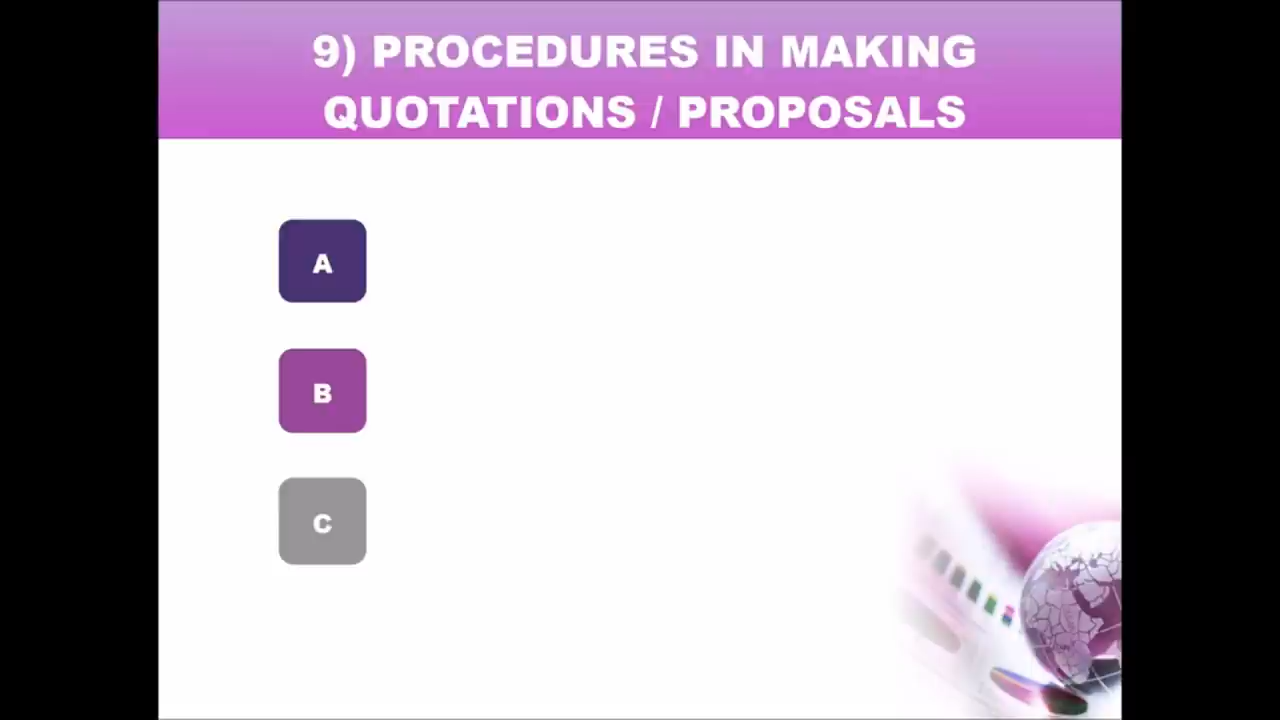 9) PROCEDURES IN MAKING
QUOTATIONS / PROPOSALS
A
B
C